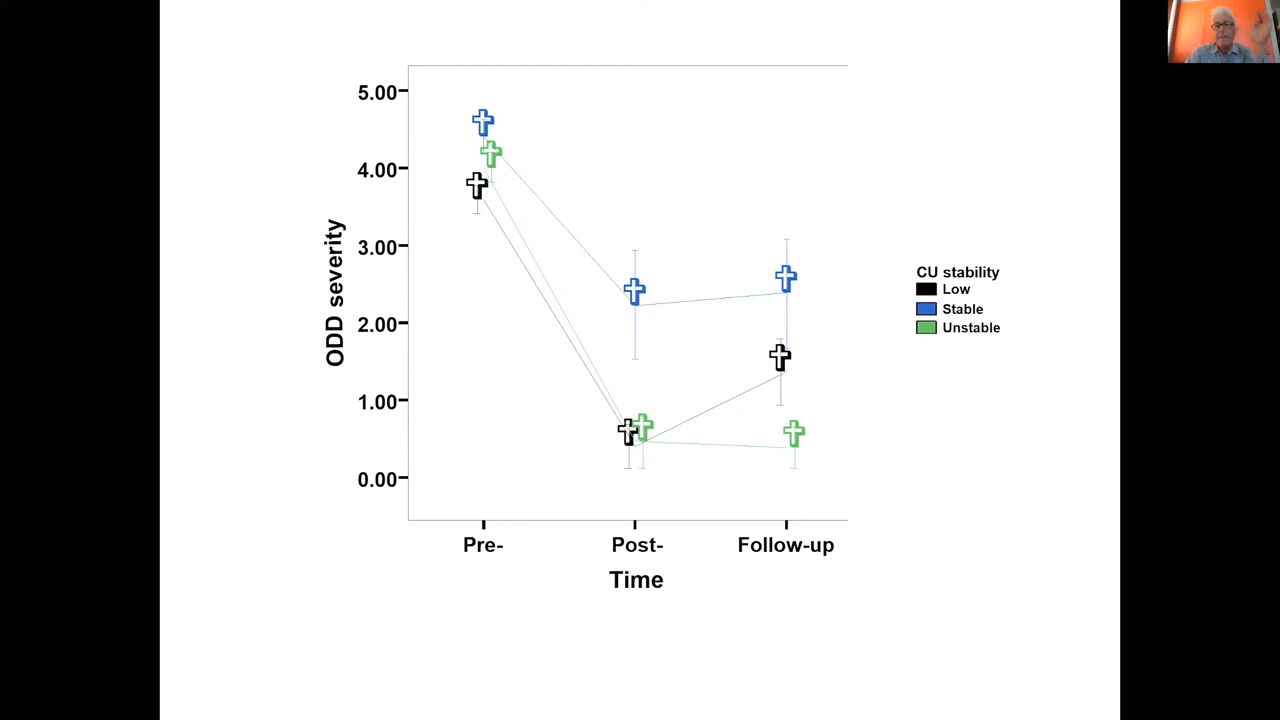 5.00
4.00
3.00
2.00
1.00
0.00
ODD severity
Pre-
Post-
Follow-up
Time
CU stability
Low
Stable
Unstable